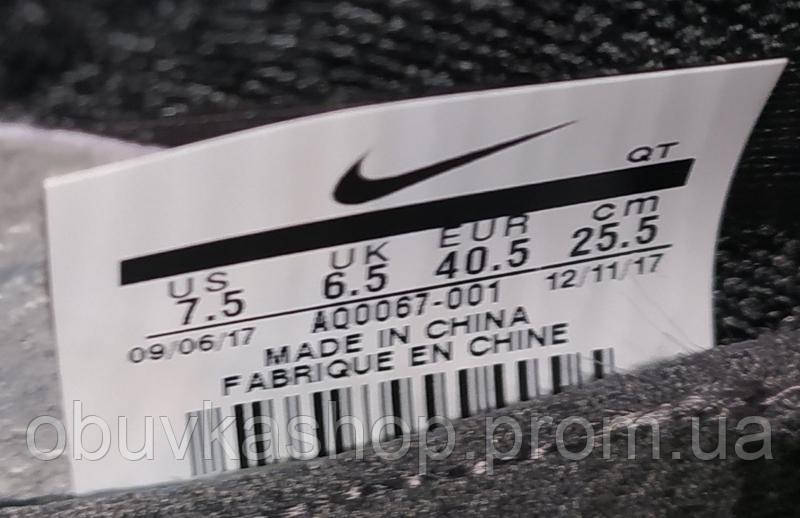 QT
US UK EUR cm
7.5 6.5 40.5 25.5
09/06/17 AQ0067-001 12/11/17
MADE IN CHINA
FABRIQUE EN CHINE
obuvkashop.prom.ua